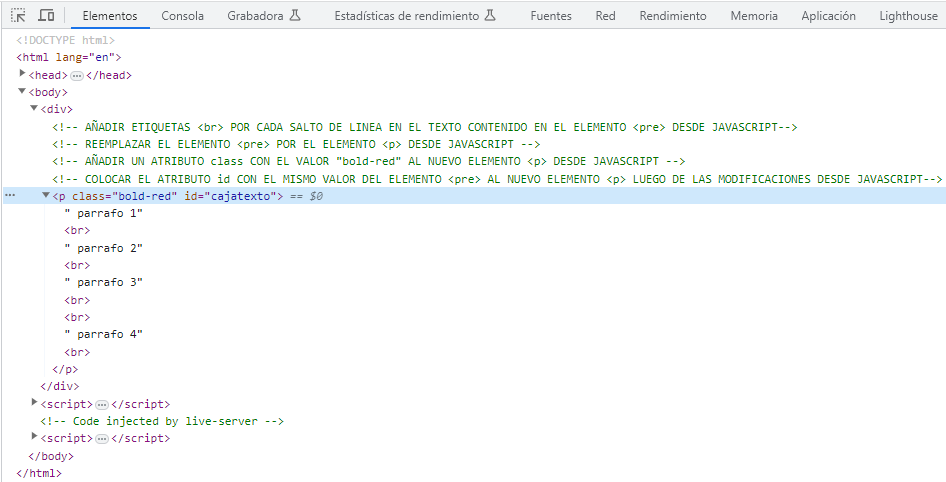 Elementos Consola Grabadora Estadísticas de rendimiento Fuentes Red Rendimiento Memoria Aplicación Lighthouse
<!DOCTYPE html>
<html lang="en">
<head> ⋯ </head>
<body>
<div>
<!-- AÑADIR ETIQUETAS <br> POR CADA SALTO DE LINEA EN EL TEXTO CONTENIDO EN EL ELEMENTO <pre> DESDE JAVASCRIPT-->
<!-- REEMPLAZAR EL ELEMENTO <pre> POR EL ELEMENTO <p> DESDE JAVASCRIPT -->
<!-- AÑADIR UN ATRIBUTO class CON EL VALOR "bold-red" AL NUEVO ELEMENTO <p> DESDE JAVASCRIPT -->
<!-- COLOCAR EL ATRIBUTO id CON EL MISMO VALOR DEL ELEMENTO <pre> AL NUEVO ELEMENTO <p> LUEGO DE LAS MODIFICACIONES DESDE JAVASCRIPT-->
<p class="bold-red" id="cajatexto"> == $0
" parrafo 1"
<br>
" parrafo 2"
<br>
" parrafo 3"
<br>
<br>
" parrafo 4"
<br>
</p>
</div>
<script> ⋯ </script>
<!-- Code injected by live-server -->
<script> ⋯ </script>
</body>
</html>